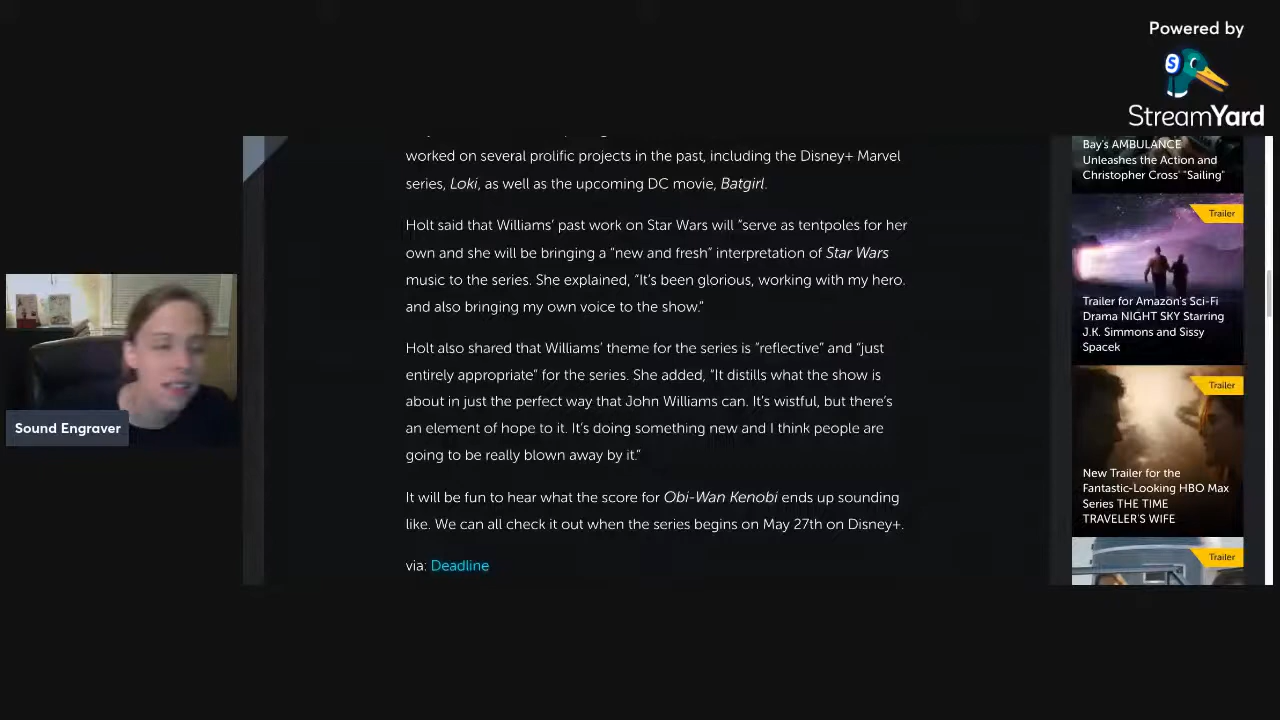 Powered by
StreamYard
worked on several prolific projects in the past, including the Disney+ Marvel
series, Loki, as well as the upcoming DC movie, Batgirl.
Holt said that Williams’ past work on Star Wars will “serve as tentpoles for her
own and she will be bringing a “new and fresh” interpretation of Star Wars
music to the series. She explained, “It’s been glorious, working with my hero.
and also bringing my own voice to the show.”
Holt also shared that Williams’ theme for the series is “reflective” and “just
entirely appropriate” for the series. She added, “It distills what the show is
about in just the perfect way that John Williams can. It’s wistful, but there’s
an element of hope to it. It’s doing something new and I think people are
going to be really blown away by it.”
It will be fun to hear what the score for Obi-Wan Kenobi ends up sounding
like. We can all check it out when the series begins on May 27th on Disney+.
via: Deadline
Sound Engraver
Bay's AMBULANCE
Unleashes the Action and
Christopher Cross' "Sailing"
Trailer
Trailer for Amazon's Sci-Fi
Drama NIGHT SKY Starring
J.K. Simmons and Sissy
Spacek
Trailer
New Trailer for the
Fantastic-Looking HBO Max
Series THE TIME
TRAVELER'S WIFE
Trailer